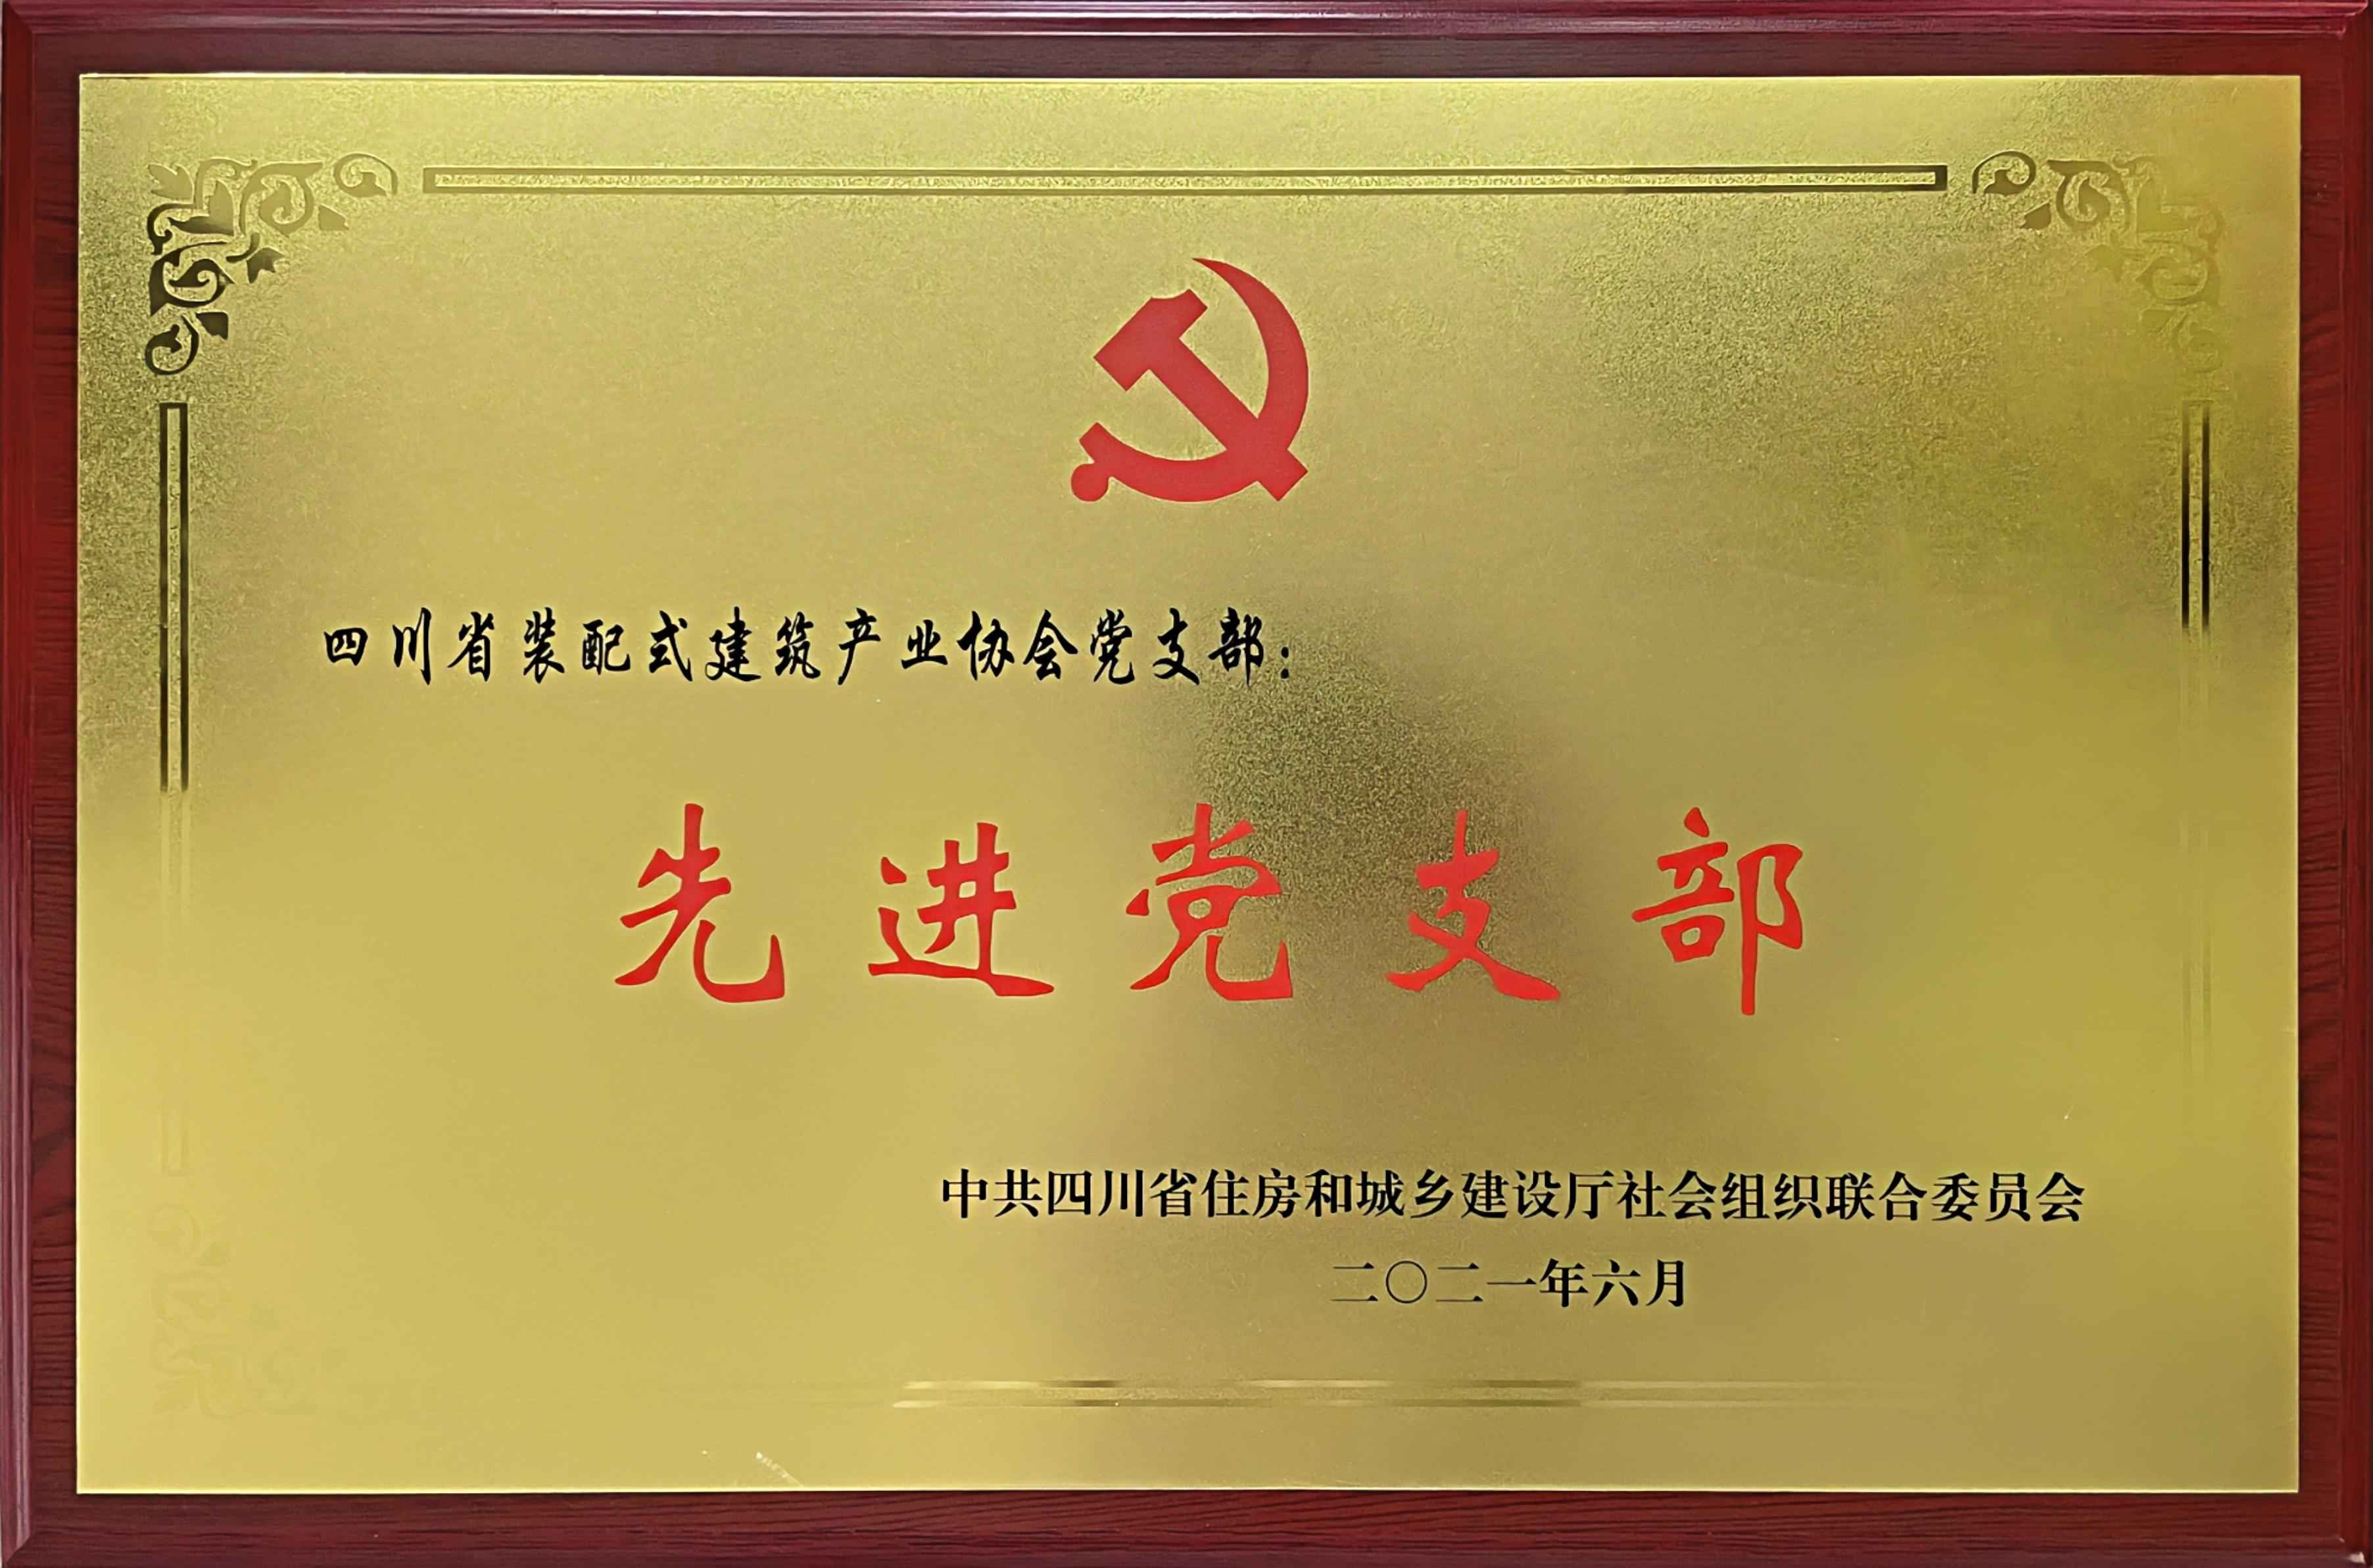 四川省装配式建筑产业协会党支部：
先进党支部
中共四川省住房和城乡建设厅社会组织联合委员会
二〇二一年六月